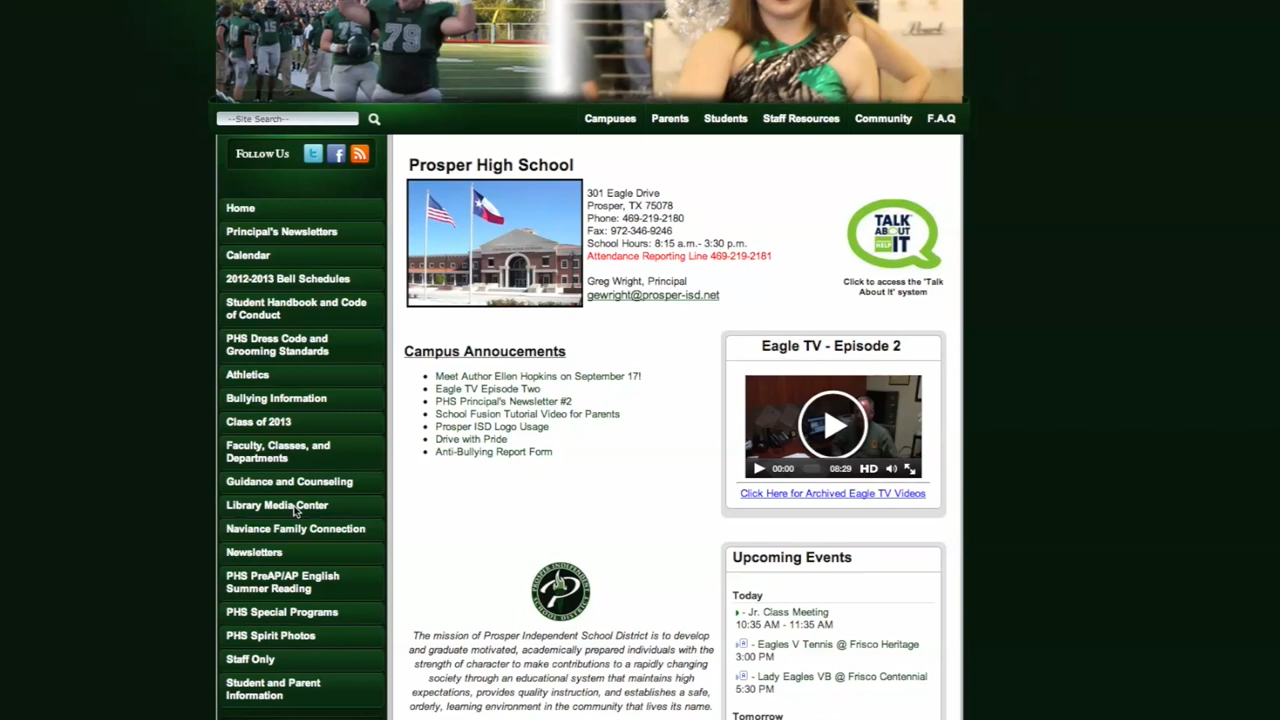 75
15
79
--Site Search--
Campuses
Parents
Students
Staff Resources
Community
F.A.Q
Follow Us
Home
Principal's Newsletters
Calendar
2012-2013 Bell Schedules
Student Handbook and Code
of Conduct
PHS Dress Code and
Grooming Standards
Athletics
Bullying Information
Class of 2013
Faculty, Classes, and
Departments
Guidance and Counseling
Library Media Center
Naviance Family Connection
Newsletters
PHS PreAP/AP English
Summer Reading
PHS Special Programs
PHS Spirit Photos
Staff Only
Student and Parent
Information
Prosper High School
301 Eagle Drive
Prosper, TX 75078
Phone: 469-219-2180
Fax: 972-346-9246
School Hours: 8:15 a.m.- 3:30 p.m.
Attendance Reporting Line 469-219-2181
Greg Wright, Principal
gewright@prosper-isd.net
TALK
ABOUT
IT
Click to access the 'Talk
About It' system
Campus Annoucements
Meet Author Ellen Hopkins on September 17!
Eagle TV Episode Two
PHS Principal's Newsletter #2
School Fusion Tutorial Video for Parents
Prosper ISD Logo Usage
Drive with Pride
Anti-Bullying Report Form
Eagle TV - Episode 2
00:00
08:29
HD
Click Here for Archived Eagle TV Videos
PROSPER INDEPENDENT
SCHOOL DISTRICT
The mission of Prosper Independent School District is to develop
and graduate motivated, academically prepared individuals with the
strength of character to make contributions to a rapidly changing
society through an educational system that maintains high
expectations, provides quality instruction, and establishes a safe,
orderly, learning environment in the community that lives its name.
Upcoming Events
Today
- Jr. Class Meeting
10:35 AM - 11:35 AM
- Eagles V Tennis @ Frisco Heritage
3:00 PM
- Lady Eagles VB @ Frisco Centennial
5:30 PM
Tomorrow